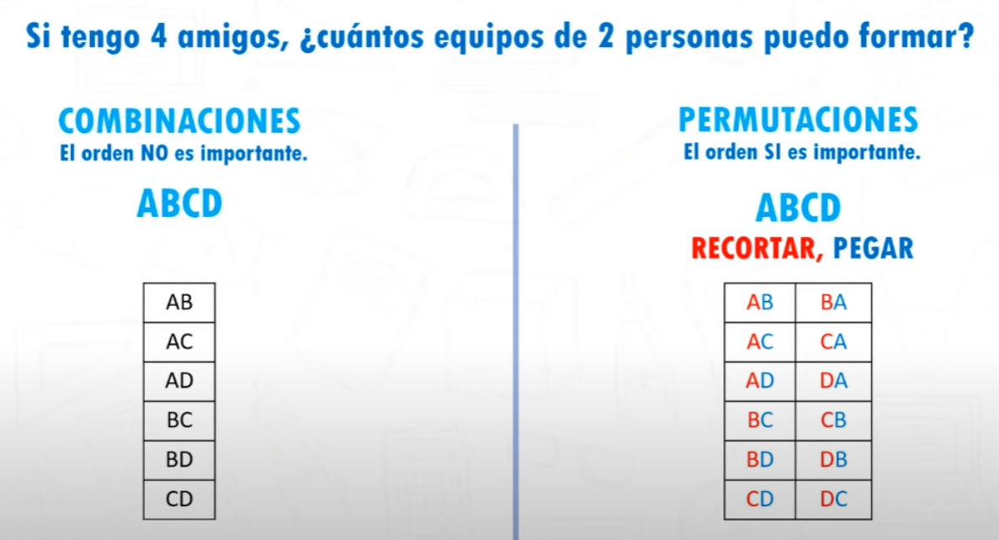 Si tengo 4 amigos, ¿cuántos equipos de 2 personas puedo formar?
COMBINACIONES
El orden NO es importante.
ABCD
AB
AC
AD
BC
BD
CD
PERMUTACIONES
El orden SI es importante.
ABCD
RECORTAR, PEGAR
AB BA
AC CA
AD DA
BC CB
BD DB
CD DC